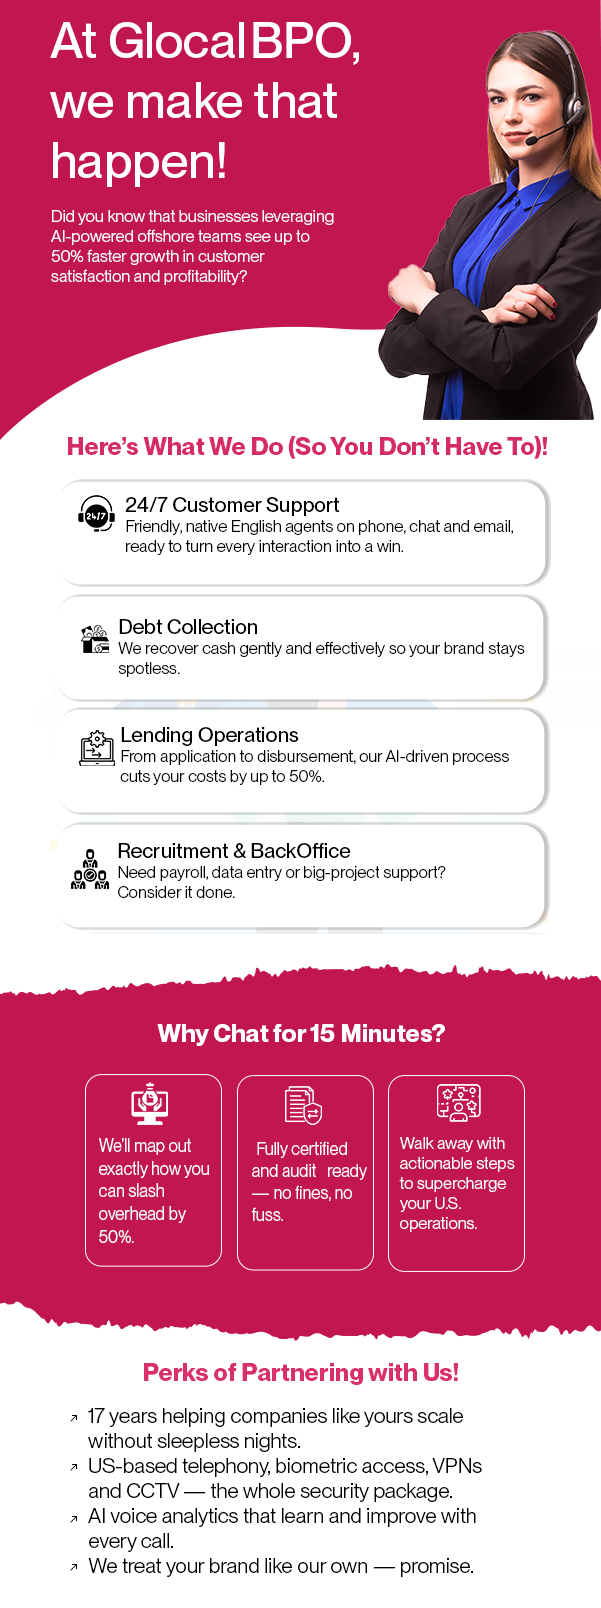 At GlocalBPO,
we make that
happen!
Did you know that businesses leveraging
AI-powered offshore teams see up to
50% faster growth in customer
satisfaction and profitability?
Here's What We Do (So You Don't Have To)!
24/7
24/7 Customer Support
Friendly, native English agents on phone, chat and email,
ready to turn every interaction into a win.
Debt Collection
We recover cash gently and effectively so your brand stays
spotless.
Lending Operations
From application to disbursement, our AI-driven process
cuts your costs by up to 50%.
Recruitment & BackOffice
Need payroll, data entry or big-project support?
Consider it done.
Why Chat for 15 Minutes?
We'll map out
exactly how you
can slash
overhead by
50%.
Fully certified
and audit ready
— no fines, no
fuss.
Walk away with
actionable steps
to supercharge
your U.S.
operations.
Perks of Partnering with Us!
17 years helping companies like yours scale
without sleepless nights.
US-based telephony, biometric access, VPNs
and CCTV — the whole security package.
AI voice analytics that learn and improve with
every call.
We treat your brand like our own — promise.